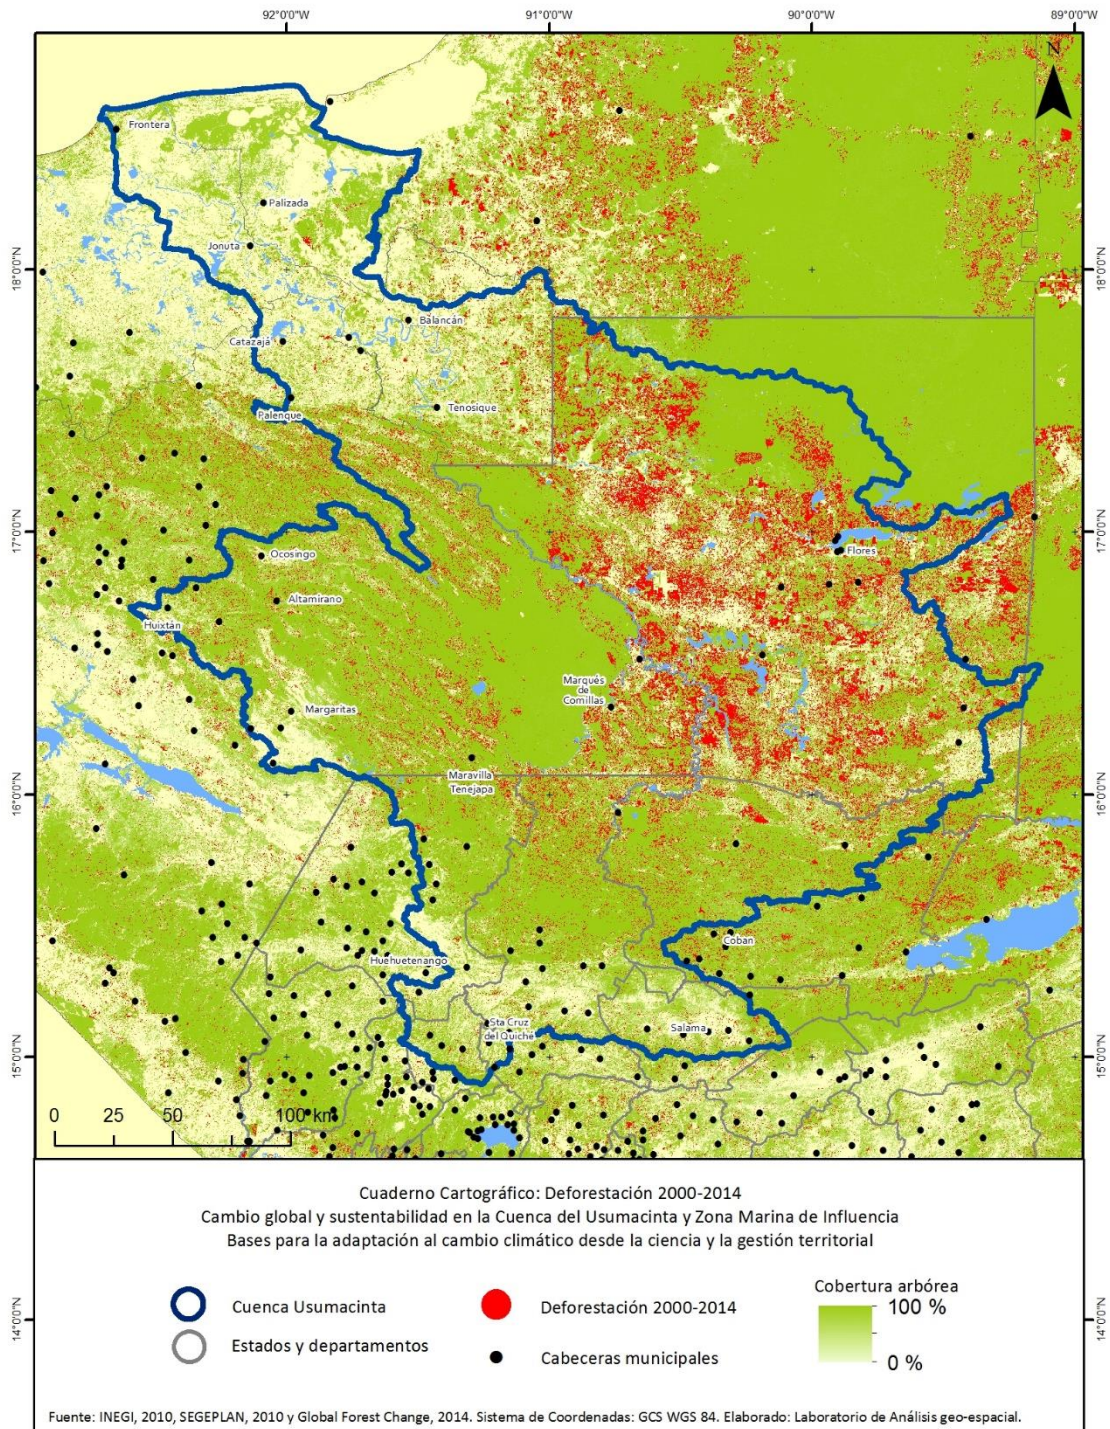 92°0'0"W
91°0'0"W
90°0'0"W
89°0'0"W
N
Frontera
Palizada
Jonuta
18°0'0"N
18°0'0"N
Balancán
Catazajá
Tenosique
Palenque
17°0'0"N
17°0'0"N
Flores
Ocosingo
Altamirano
Huixtán
Marqués
de
Comillas
Margaritas
Maravilla
Tenejapa
16°0'0"N
16°0'0"N
Coban
Huehuetenango
Sta Cruz
del Quiche
Salama
15°0'0"N
15°0'0"N
0 25 50 100 km
Cuaderno Cartográfico: Deforestación 2000-2014
Cambio global y sustentabilidad en la Cuenca del Usumacinta y Zona Marina de Influencia
Bases para la adaptación al cambio climático desde la ciencia y la gestión territorial
Cuenca Usumacinta
Estados y departamentos
Deforestación 2000-2014
Cabeceras municipales
Cobertura arbórea
100 %
0 %
14°0'0"N
14°0'0"N
Fuente: INEGI, 2010, SEGEPLAN, 2010 y Global Forest Change, 2014. Sistema de Coordenadas: GCS WGS 84. Elaborado: Laboratorio de Análisis geo-espacial.